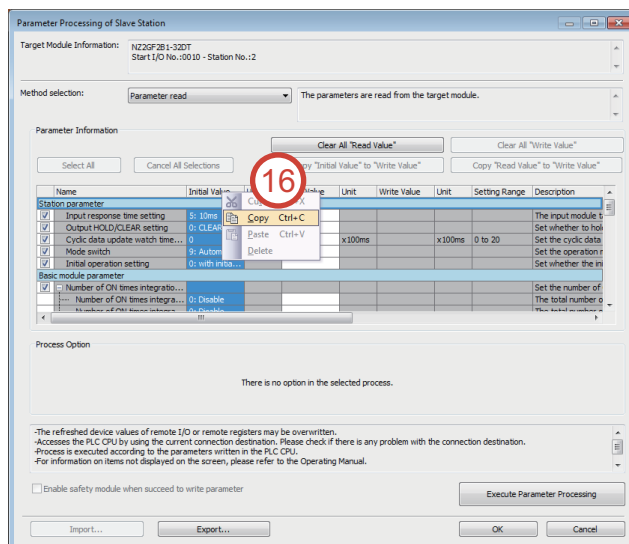 Parameter Processing of Slave Station
Target Module Information:
NZ2GF2B1-32DT
Start I/O No.:0010 - Station No.:2
Method selection:
Parameter read
The parameters are read from the target module.
Parameter Information
Clear All "Read Value"
Clear All "Write Value"
Select All
Cancel All Selections
"Initial Value" to "Write Value"
Copy "Read Value" to "Write Value"
16
Name Initial Value Value Unit Write Value Unit Setting Range Description
Station parameter
Input response time setting 5: 10ms The input module t
Output HOLD/CLEAR setting 0: CLEAR Set whether to hol
Cyclic data update watch time... 0 x100ms x100ms 0 to 20 Set the cyclic data
Mode switch 9: Autom Set the operation
Initial operation setting 0: with initia... Set whether the ini
Basic module parameter
Number of ON times integratio... Set the number of
Number of ON times integra... 0: Disable The total number o
Number of ON times integra... 0: Disable The total number o
Copy Ctrl+C
Paste Ctrl+V
Delete
Process Option
There is no option in the selected process.
-The refreshed device values of remote I/O or remote registers may be overwritten.
-Accesses the PLC CPU by using the current connection destination. Please check if there is any problem with the connection destination.
-Process is executed according to the parameters written in the PLC CPU.
-For information on items not displayed on the screen, please refer to the Operating Manual.
Enable safety module when succeed to write parameter
Execute Parameter Processing
Import...
Export...
OK
Cancel